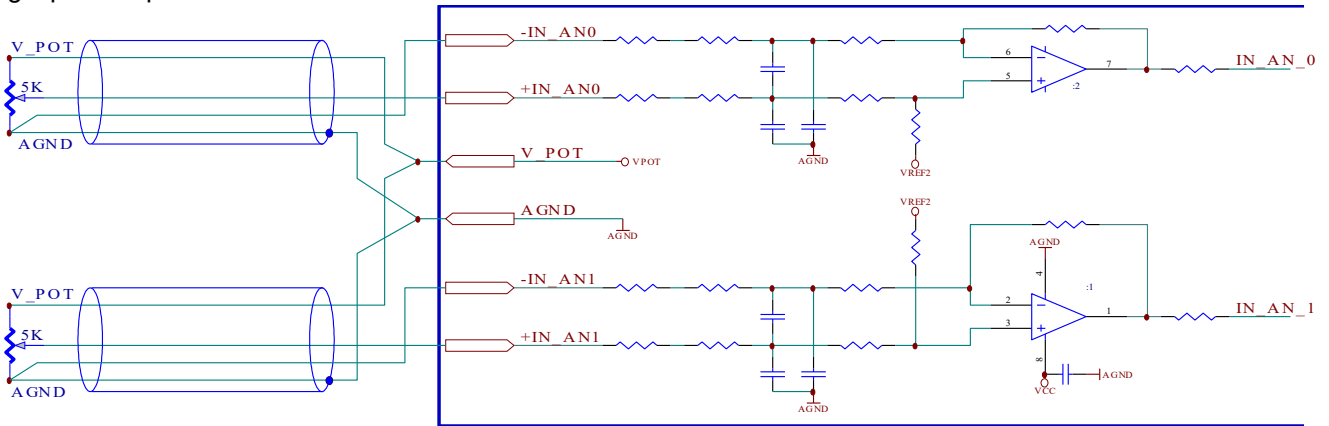 -IN_AN0
V_POT
6
7
IN_AN_0
5K
+IN_AN0
5
:2
AGND
V_POT
VPOT
AGND
VREF2
AGND
VREF2
AGND
AGND
-IN_AN1
4
:1
V_POT
2
1
IN_AN_1
5K
+IN_AN1
3
8
AGND
AGND
VCC
AGND